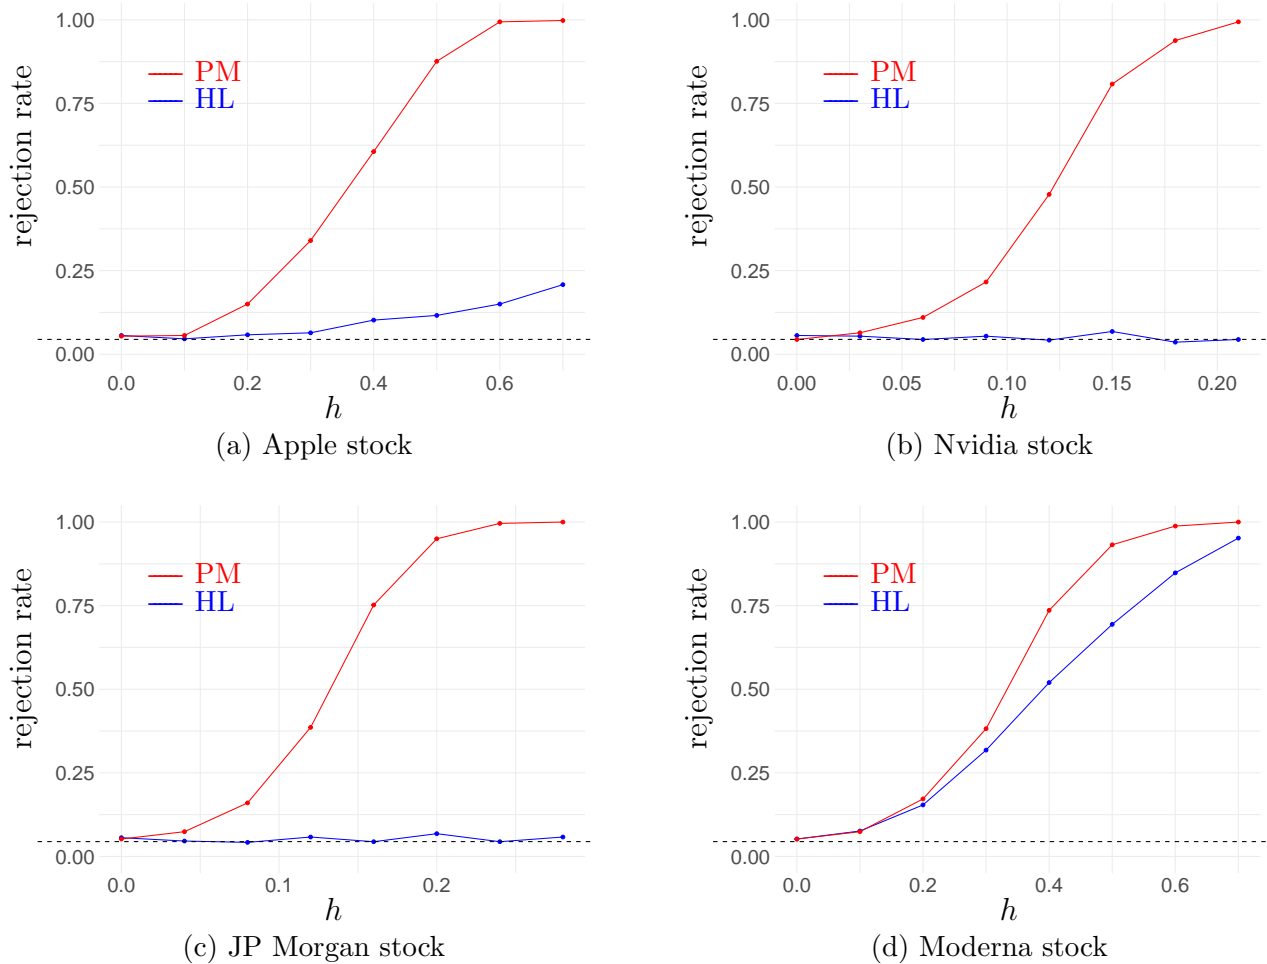 rejection rate
1.00
0.75
0.50
0.25
0.00
PM
HL
0.0 0.2 0.4 0.6
h
(a) Apple stock
rejection rate
1.00
0.75
0.50
0.25
0.00
PM
HL
0.00 0.05 0.10 0.15 0.20
h
(b) Nvidia stock
rejection rate
1.00
0.75
0.50
0.25
0.00
PM
HL
0.0 0.1 0.2
h
(c) JP Morgan stock
rejection rate
1.00
0.75
0.50
0.25
0.00
PM
HL
0.0 0.2 0.4 0.6
h
(d) Moderna stock